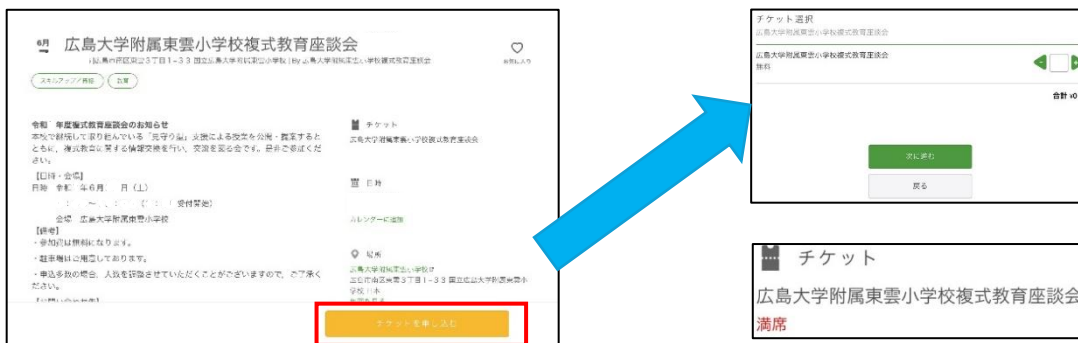 6月
広島大学附属東雲小学校複式教育座談会
スキルアップ/資格
教育
チケット
広島大学附属東雲小学校複式教育座談会
令和 年度複式教育座談会のお知らせ
本校で継続して取り組んでいる「見守り型」支援による授業を公開・提案すると
ともに、複式教育に関する情報交換を行い、交流を図る会です。是非ご参加くだ
さい。
【日時・会場】
日時 令和 年6月 日（土）
受付開始）
会場 広島大学附属東雲小学校
【備考】
・参加費は無料になります。
・駐車場はご用意しております。
・申込多数の場合、人数を調整させていただくことがございますので、ご了承く
ださい。
日時
カレンダーに追加
場所
チケットを申し込む
チケット選択
広島大学附属東雲小学校複式教育座談会
広島大学附属東雲小学校複式教育座談会
無料
合計 ¥0
次に進む
戻る
チケット
広島大学附属東雲小学校複式教育座談会
満席